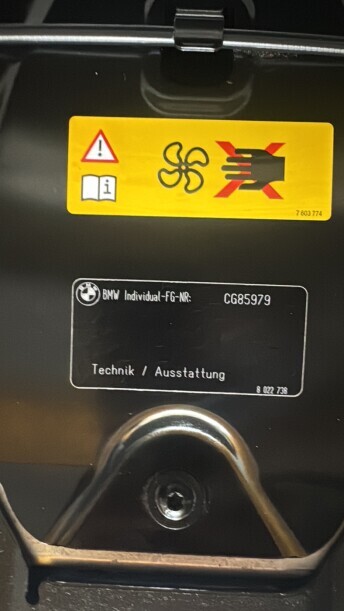 7 603 774
BMW Individual-FG-NR: CG85979
Technik / Ausstattung
8 022 738